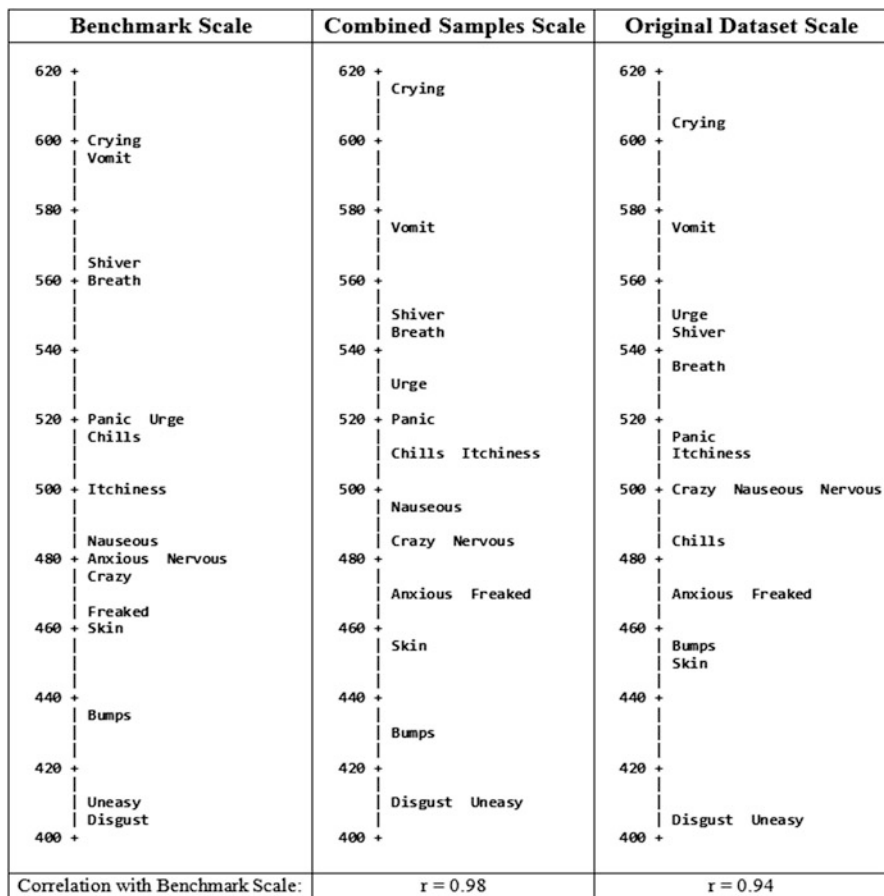 Benchmark Scale Combined Samples Scale Original Dataset Scale
620 + 620 + 620 +
| | Crying |
| | |
| | | Crying
600 + Crying 600 + 600 +
| Vomit | |
| | |
| | |
580 + 580 + 580 +
| | Vomit | Vomit
| | |
| Shiver | |
560 + Breath 560 + 560 +
| | |
| | Shiver | Urge
| | Breath | Shiver
540 + 540 + 540 +
| | | Breath
| | Urge |
| | |
520 + Panic Urge 520 + Panic 520 +
| Chills | | Panic
| | Chills Itchiness | Itchiness
| | |
500 + Itchiness 500 + 500 + Crazy Nauseous Nervous
| | Nauseous |
| | |
| Nauseous | Crazy Nervous | Chills
480 + Anxious Nervous 480 + 480 +
| Crazy | |
| | Anxious Freaked | Anxious Freaked
| Freaked | |
460 + Skin 460 + 460 +
| | Skin | Bumps
| | | Skin
| | |
440 + 440 + 440 +
| Bumps | |
| | Bumps |
| | |
420 + 420 + 420 +
| | |
| Uneasy | Disgust Uneasy |
| Disgust | | Disgust Uneasy
400 + 400 + 400 +
Correlation with Benchmark Scale: r = 0.98 r = 0.94